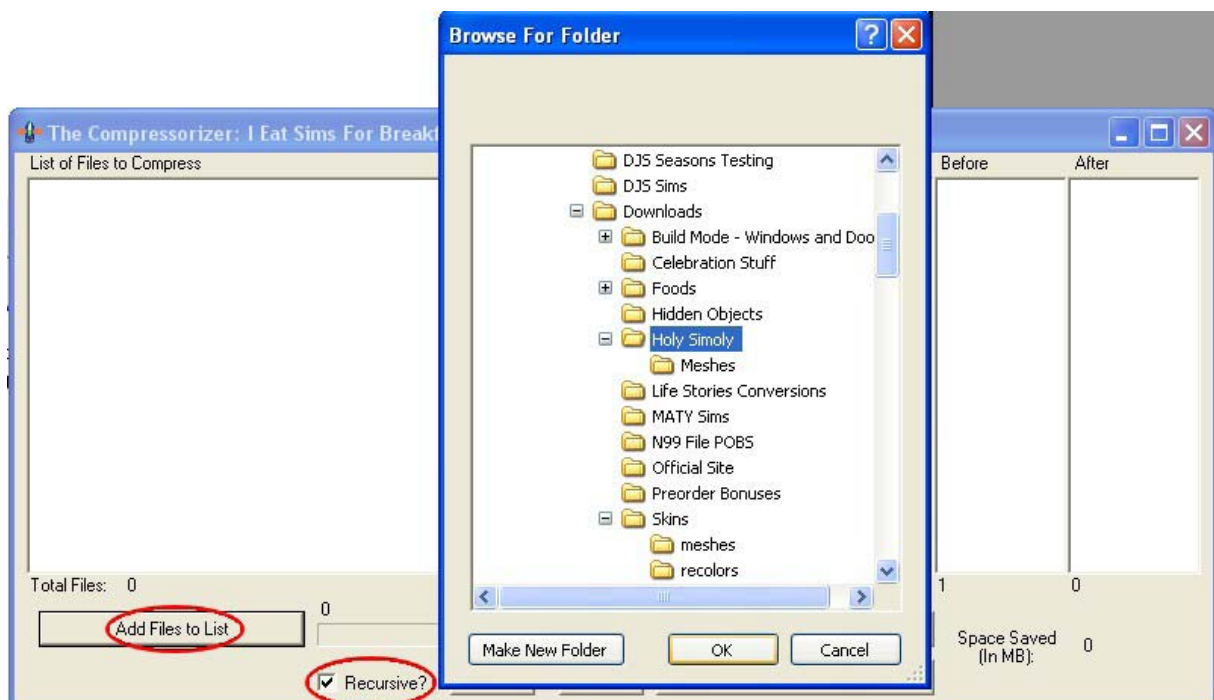 Browse For Folder
The Compressorizer: I Eat Sims For Breakf
List of Files to Compress
Before
After
DJS Seasons Testing
DJS Sims
Downloads
Build Mode - Windows and Doo
Celebration Stuff
Foods
Hidden Objects
Holy Simoly
Meshes
Life Stories Conversions
MATY Sims
N99 File POBS
Official Site
Preorder Bonuses
Skins
meshes
recolors
Total Files: 0
1
0
0
Add Files to List
Make New Folder
OK
Cancel
Space Saved
(In MB):
0
Recursive?